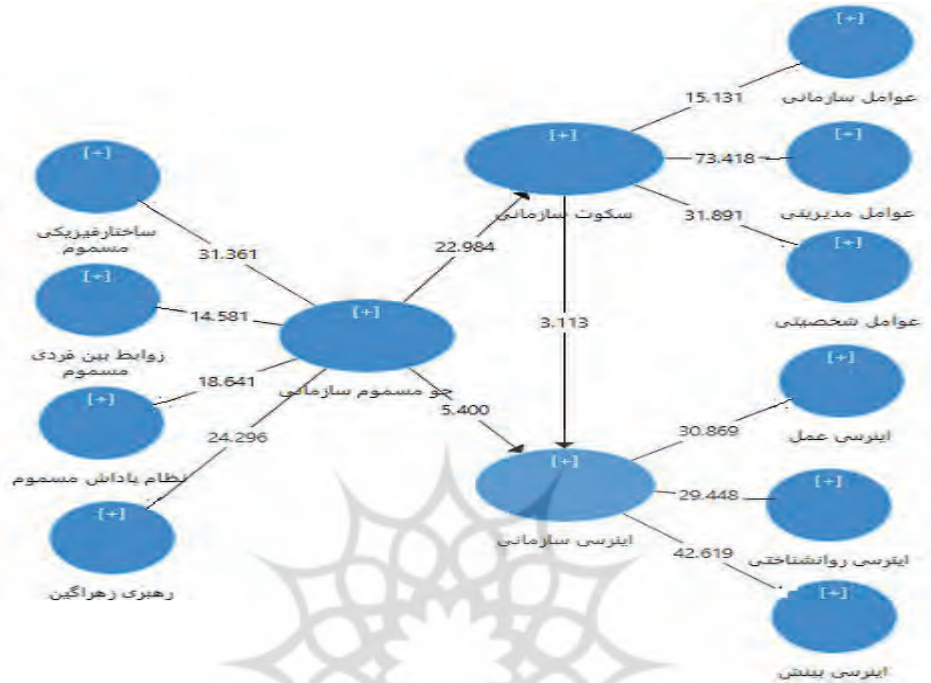 [+]
عوامل سازمانی
15.131
[+]
سکوت سازمانی
73.418
[+]
عوامل مدیریتی
31.891
[+]
عوامل شخصیتی
[+]
ساختارفیزیکی
مسموم
31.361
22.984
[+]
روابط بین فردی
مسموم
14.581
[+]
جو مسموم سازمانی
3.113
18.641
[+]
نظام پاداش مسموم
5.400
24.296
[+]
رهبری زهراگین
[+]
اینرسی عمل
30.869
[+]
اینرسی سازمانی
29.448
[+]
اینرسی روانشناختی
42.619
[+]
اینرسی بینش